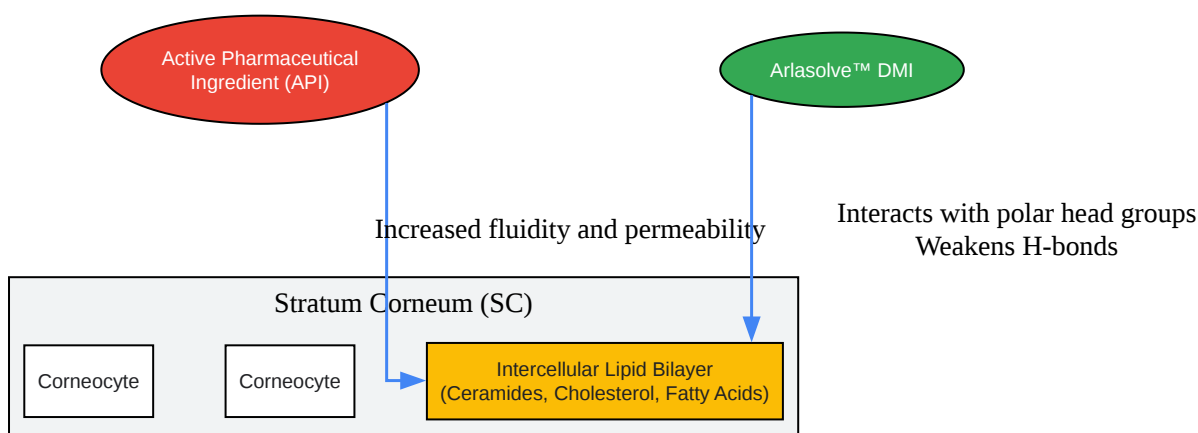 Active Pharmaceutical
Ingredient (API)
Arlasolve™ DMI
Increased fluidity and permeability
Interacts with polar head groups
Weakens H-bonds
Stratum Corneum (SC)
Corneocyte
Corneocyte
Intercellular Lipid Bilayer
(Ceramides, Cholesterol, Fatty Acids)